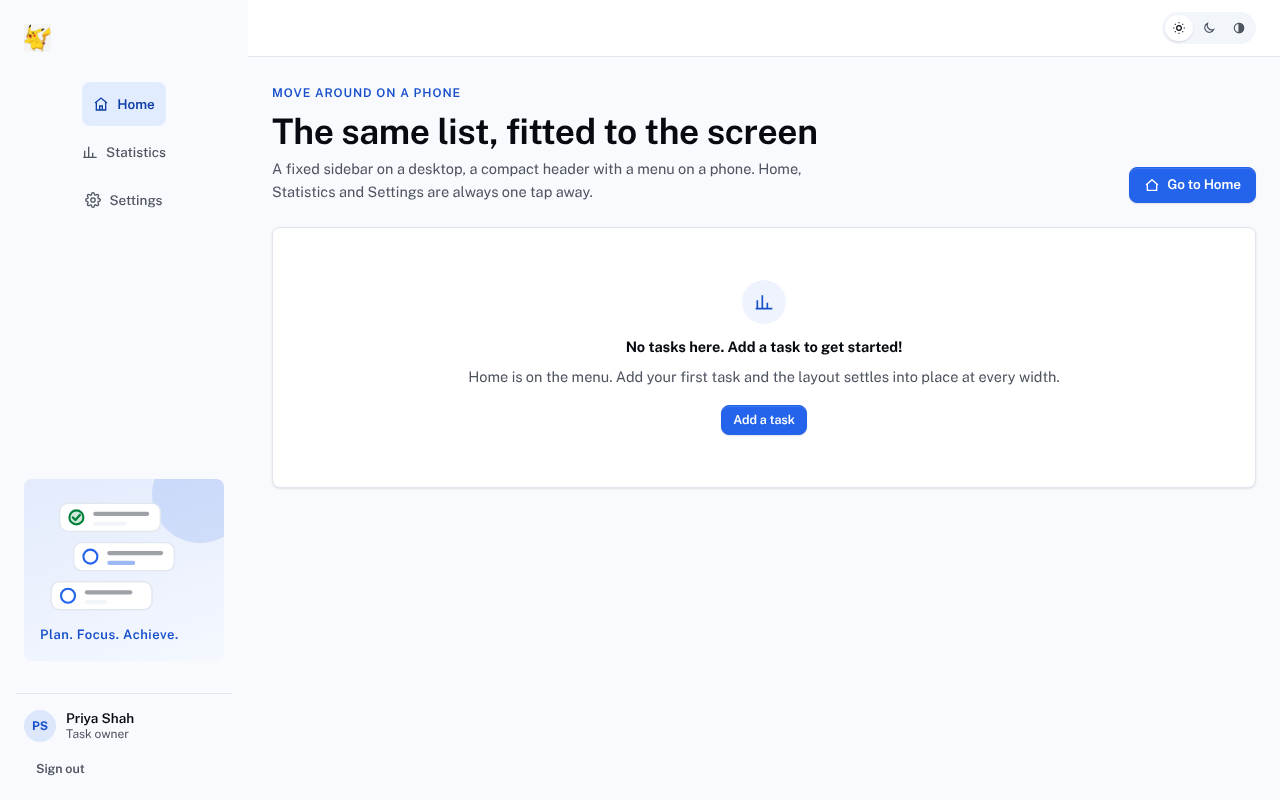 Home
Statistics
Settings
Plan. Focus. Achieve.
PS
Priya Shah
Task owner
Sign out
MOVE AROUND ON A PHONE
The same list, fitted to the screen
A fixed sidebar on a desktop, a compact header with a menu on a phone. Home,
Statistics and Settings are always one tap away.
Go to Home
No tasks here. Add a task to get started!
Home is on the menu. Add your first task and the layout settles into place at every width.
Add a task